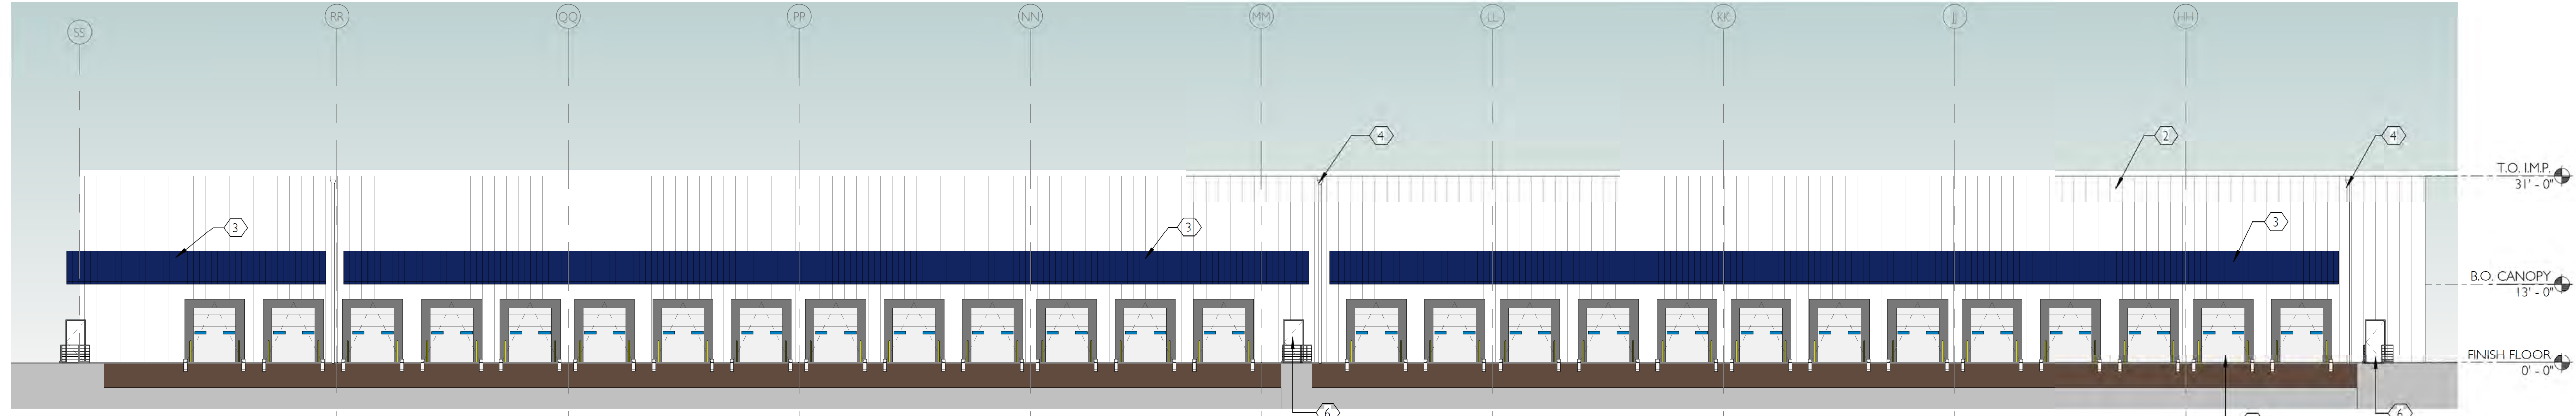 SS
RR
QQ
PP
NN
MM
LL
KK
JJ
HH
4
2
4
T.O. I.M.P.
31' - 0"
3
3
3
B.O. CANOPY
13' - 0"
FINISH FLOOR
0' - 0"
6
6